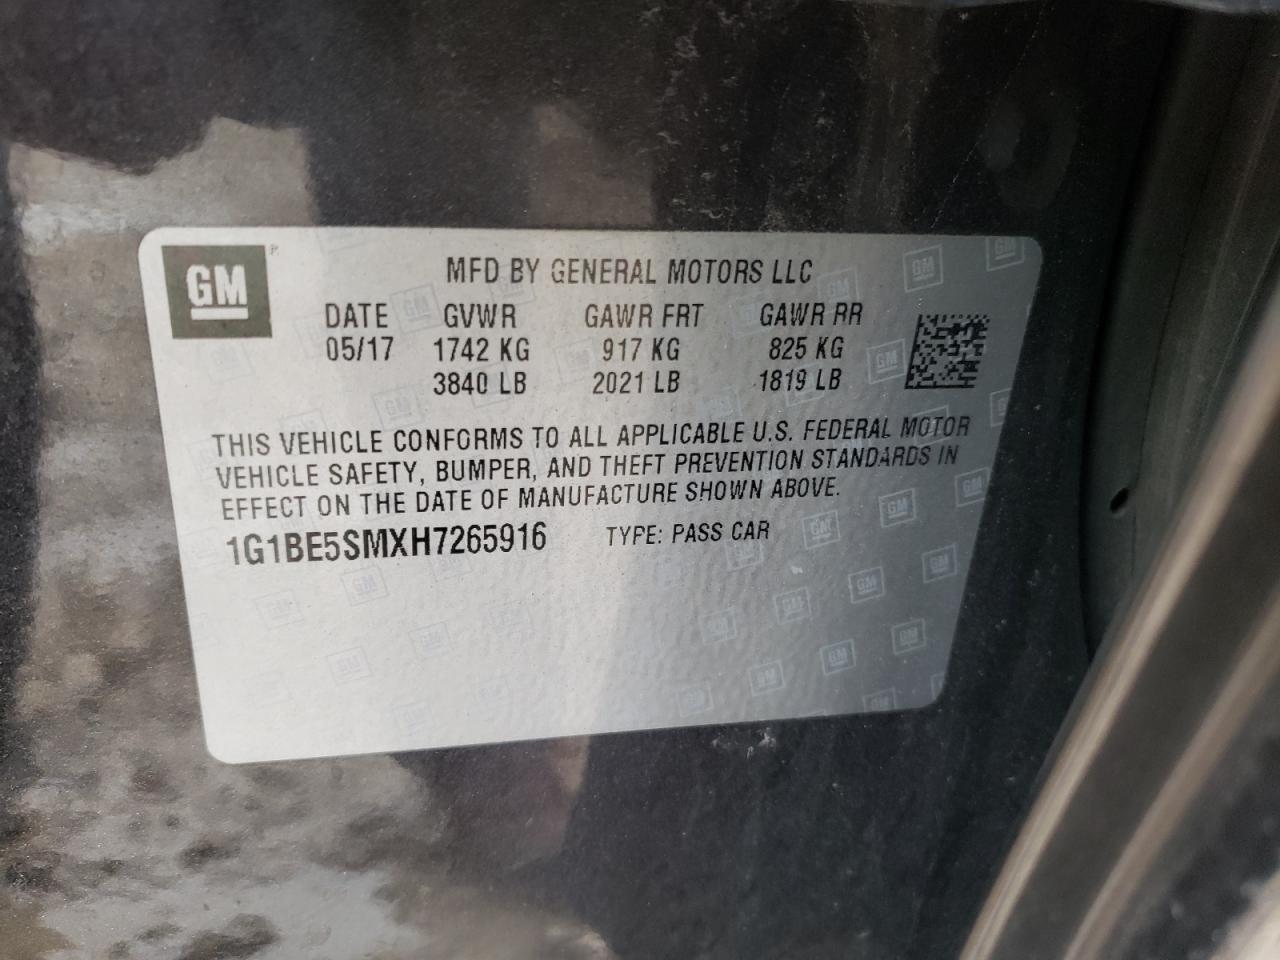 GM
MFD BY GENERAL MOTORS LLC
DATE GVWR GAWR FRT GAWR RR
05/17 1742 KG 917 KG 825 KG
3840 LB 2021 LB 1819 LB
THIS VEHICLE CONFORMS TO ALL APPLICABLE U.S. FEDERAL MOTOR
VEHICLE SAFETY, BUMPER, AND THEFT PREVENTION STANDARDS IN
EFFECT ON THE DATE OF MANUFACTURE SHOWN ABOVE.
1G1BE5SMXH7265916 TYPE: PASS CAR